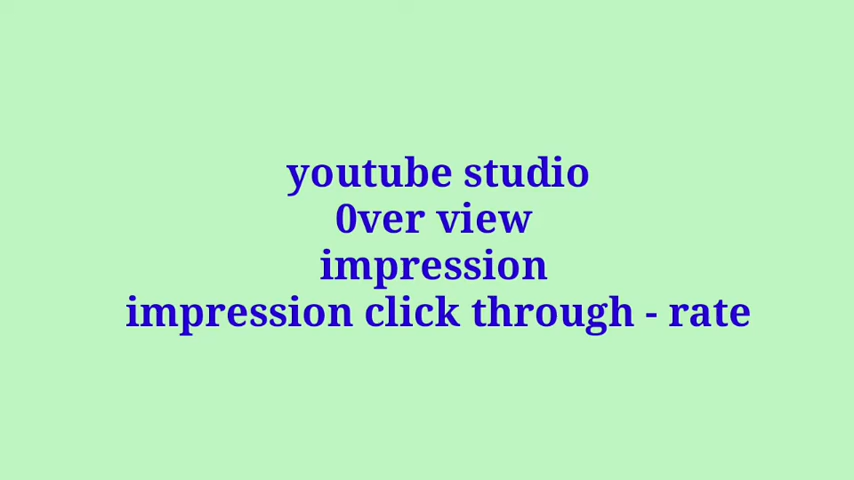 youtube studio
0ver view
impression
impression click through - rate